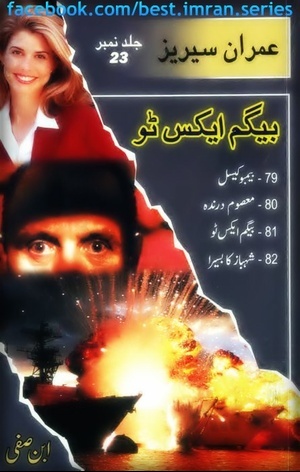 facebook.com/best.imran.series
عمران سیریز
جلد نمبر
23
بیگم ایکس ٹو
79 - بیمبو کیسل
80 - معصوم درندہ
81 - بیگم ایکس ٹو
82 - شہباز کا بسیرا
ابن صفی